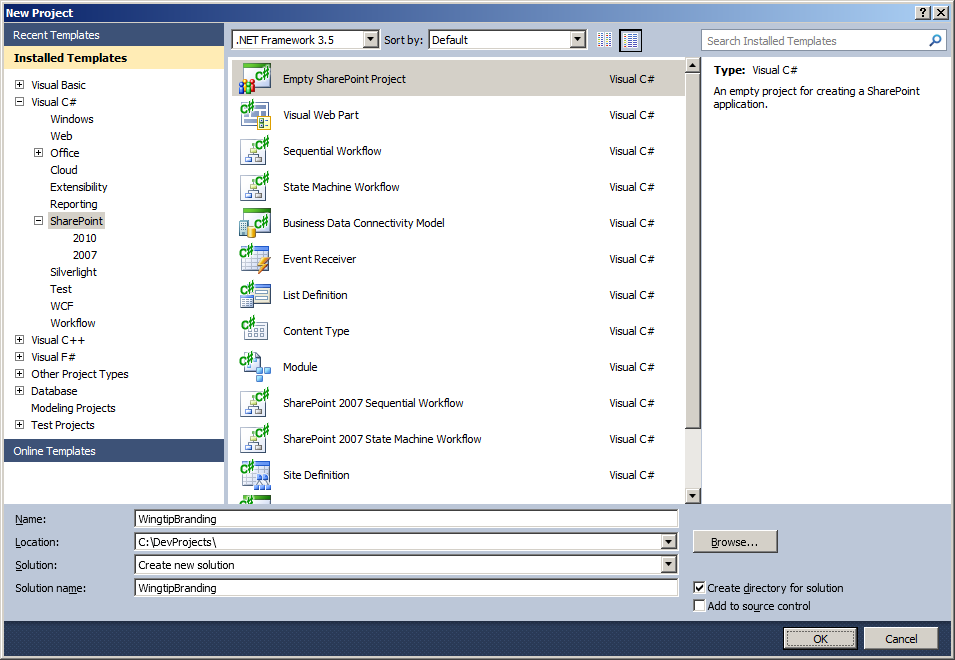 New Project
Recent Templates
.NET Framework 3.5
Sort by:
Default
Search Installed Templates
Installed Templates
Visual Basic
Visual C#
Windows
Web
Office
Cloud
Extensibility
Reporting
SharePoint
2010
2007
Silverlight
Test
WCF
Workflow
Visual C++
Visual F#
Other Project Types
Database
Modeling Projects
Test Projects
Online Templates
Empty SharePoint Project Visual C#
Visual Web Part Visual C#
Sequential Workflow Visual C#
State Machine Workflow Visual C#
Business Data Connectivity Model Visual C#
Event Receiver Visual C#
List Definition Visual C#
Content Type Visual C#
Module Visual C#
SharePoint 2007 Sequential Workflow Visual C#
SharePoint 2007 State Machine Workflow Visual C#
Site Definition Visual C#
Type: Visual C#
An empty project for creating a SharePoint
application.
Name: WingtipBranding
Location: C:\DevProjects\
Browse...
Solution: Create new solution
Solution name: WingtipBranding
Create directory for solution
Add to source control
OK
Cancel